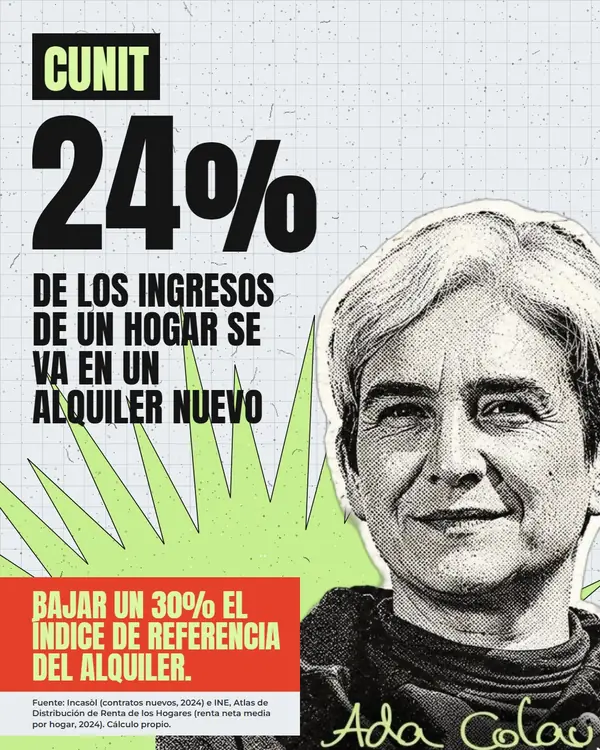 CUNIT
24%
DE LOS INGRESOS
DE UN HOGAR SE
VA EN UN
ALQUILER NUEVO
BAJAR UN 30% EL
ÍNDICE DE REFERENCIA
DEL ALQUILER.
Fuente: Incasòl (contratos nuevos, 2024) e INE, Atlas de
Distribución de Renta de los Hogares (renta neta media
por hogar, 2024). Cálculo propio.
Ada Colau